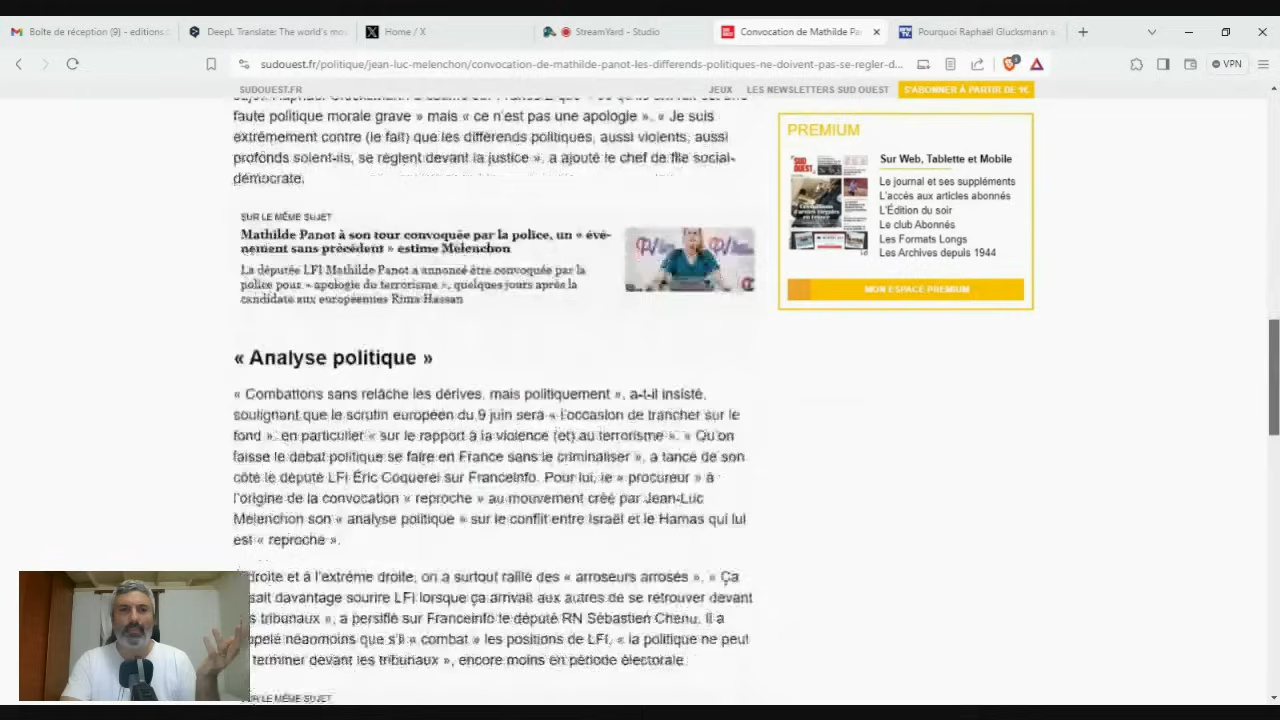 Boîte de réception (9) - editions.
DeepL Translate: The world's mo
Home / X
StreamYard - Studio
Convocation de Mathilde Pa
Pourquoi Raphaël Glucksmann a
sudouest.fr/politique/jean-luc-melenchon/convocation-de-mathilde-panot-les-differends-politiques-ne-doivent-pas-se-regler-d...
VPN
SUDOUEST.FR
JEUX
LES NEWSLETTERS SUD OUEST
S'ABONNER À PARTIR DE 1€
faute politique morale grave » mais « ce n'est pas une apologie ». « Je suis
extrêmement contre (le fait) que les différends politiques, aussi violents, aussi
profonds soient-ils, se règlent devant la justice », a ajouté le chef de file social-
démocrate.
SUR LE MÊME SUJET
Mathilde Panot à son tour convoquée par la police, un « évé-
nement sans précédent » estime Mélenchon
La députée LFI Mathilde Panot a annoncé être convoquée par la
police pour « apologie du terrorisme », quelques jours après la
candidate aux européennes Rima Hassan
PREMIUM
SUD OUEST
Sur Web, Tablette et Mobile
Le journal et ses suppléments
L'accès aux articles abonnés
L'Édition du soir
Le club Abonnés
Les Formats Longs
Les Archives depuis 1944
MON ESPACE PREMIUM
« Analyse politique »
« Combattons sans relâche les dérives, mais politiquement », a-t-il insisté,
soulignant que le scrutin européen du 9 juin sera « l'occasion de trancher sur le
fond », en particulier « sur le rapport à la violence (et) au terrorisme ». « Qu'on
laisse le débat politique se faire en France sans le criminaliser », a tancé de son
côté le député LFI Éric Coquerel sur Franceinfo. Pour lui, le « procureur » à
l'origine de la convocation « reproche » au mouvement créé par Jean-Luc
Mélenchon son « analyse politique » sur le conflit entre Israël et le Hamas qui lui
est « reproche ».
droite et à l'extrême droite, on a surtout raillé des « arroseurs arrosés ». « Ça
sait davantage sourire LFI lorsque ça arrivait aux autres de se retrouver devant
s tribunaux », a persiflé sur Franceinfo le député RN Sébastien Chenu. Il a
pelé néanmoins que s'il « combat » les positions de LFI, « la politique ne peut
terminer devant les tribunaux », encore moins en période électorale
R LE MÊME SUJET